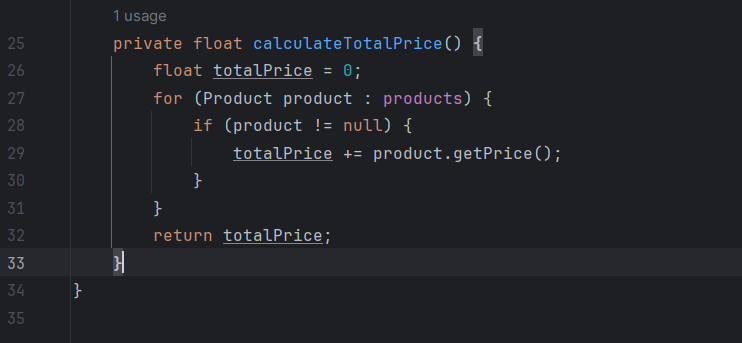 1 usage
25 private float calculateTotalPrice() {
26 float totalPrice = 0;
27 for (Product product : products) {
28 if (product != null) {
29 totalPrice += product.getPrice();
30 }
31 }
32 return totalPrice;
33 }
34 }
35